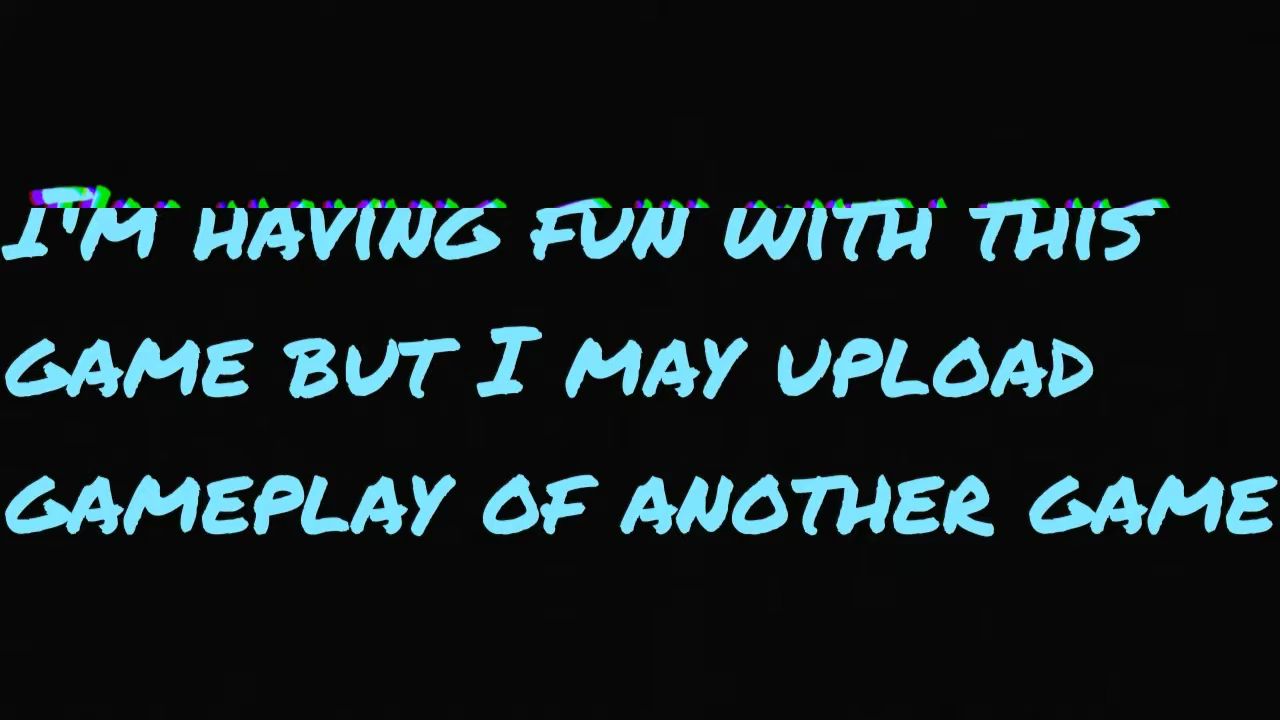 I'M HAVING FUN WITH THIS
GAME BUT I MAY UPLOAD
GAMEPLAY OF ANOTHER GAME